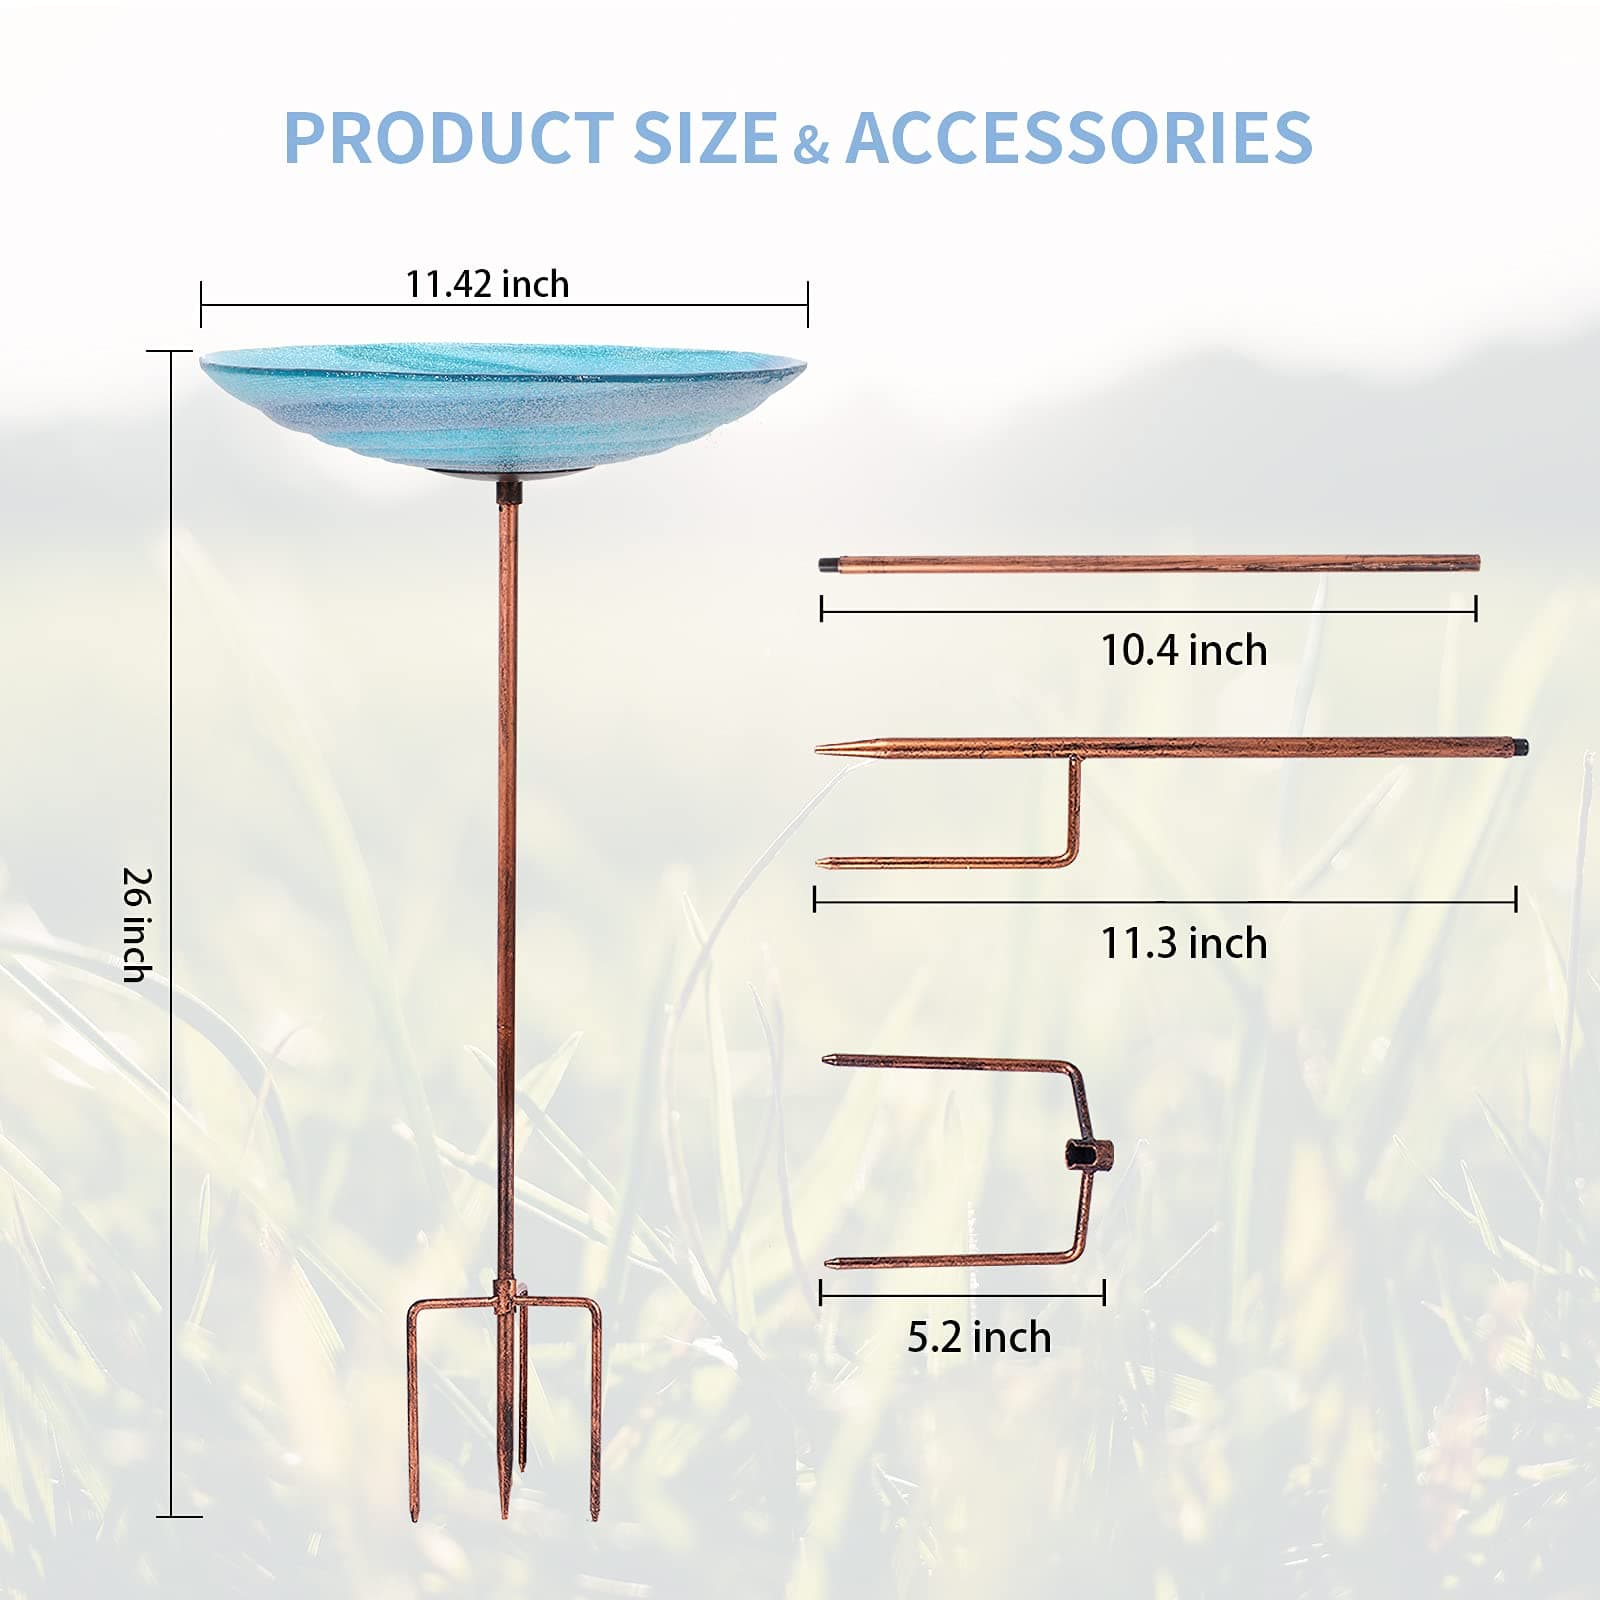 PRODUCT SIZE & ACCESSORIES
11.42 inch
26 inch
10.4 inch
11.3 inch
5.2 inch